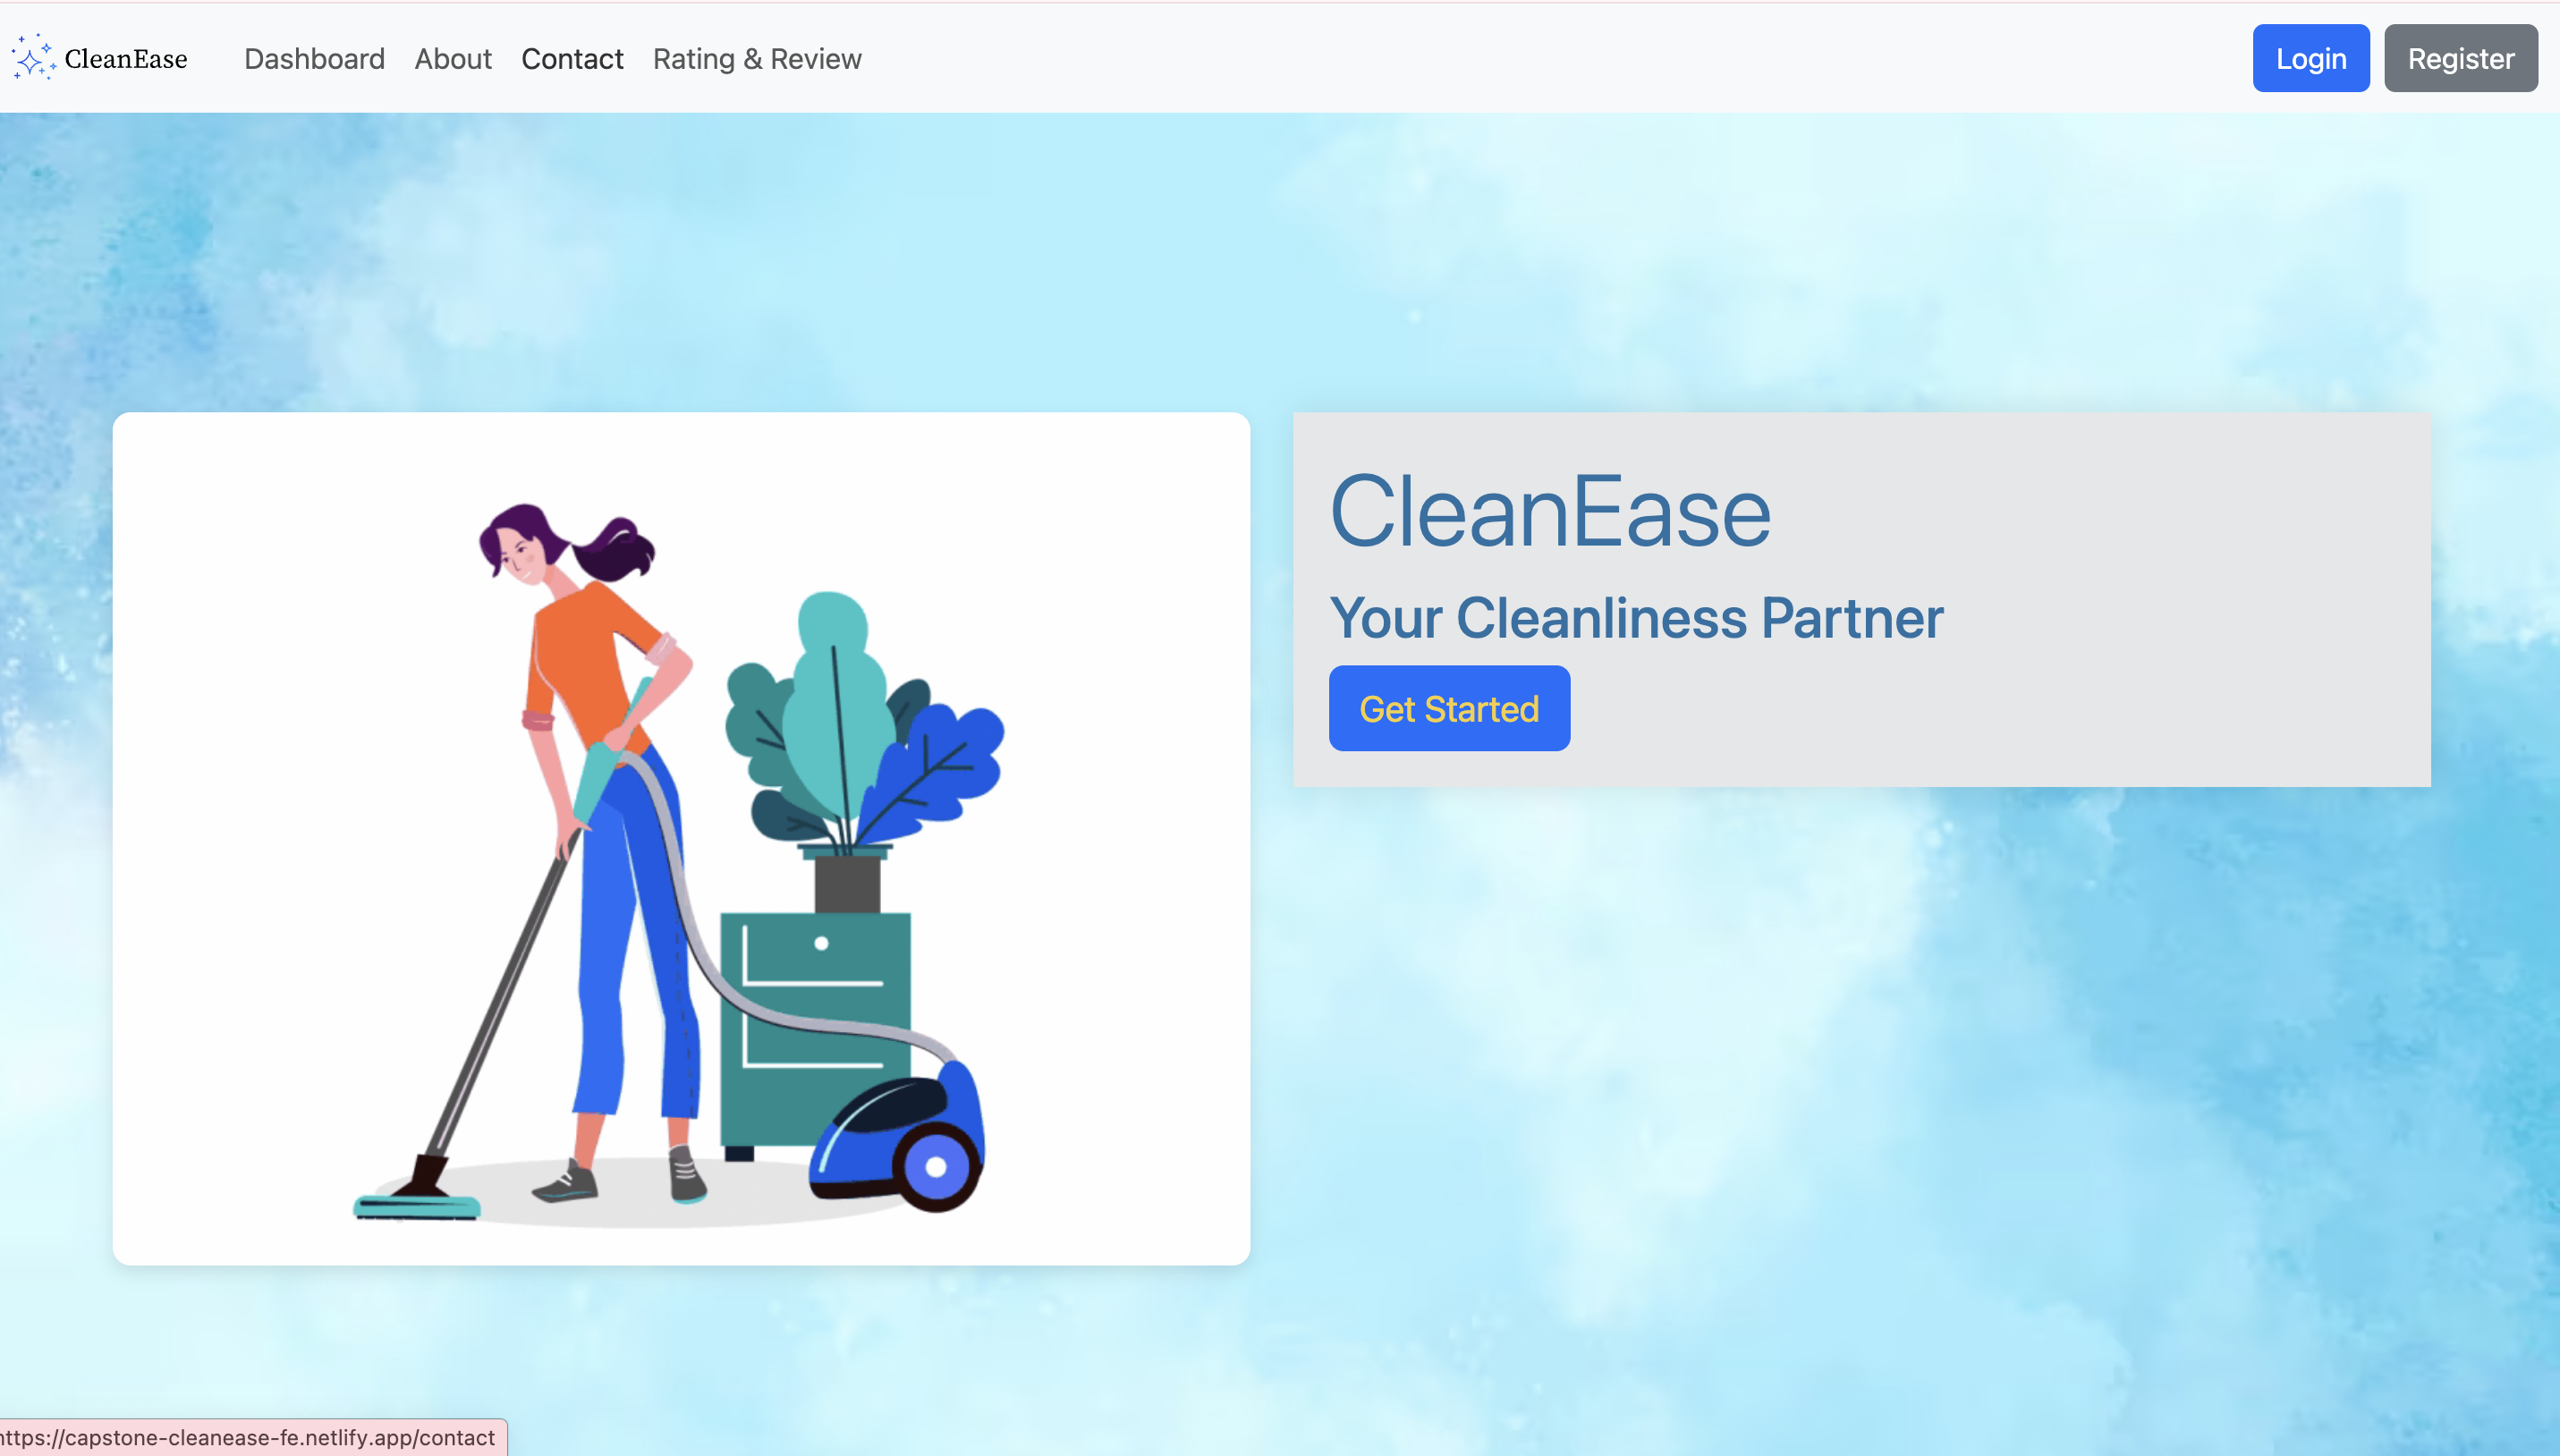 CleanEase
Dashboard About Contact Rating & Review
Login Register
CleanEase
Your Cleanliness Partner
Get Started
https://capstone-cleanease-fe.netlify.app/contact